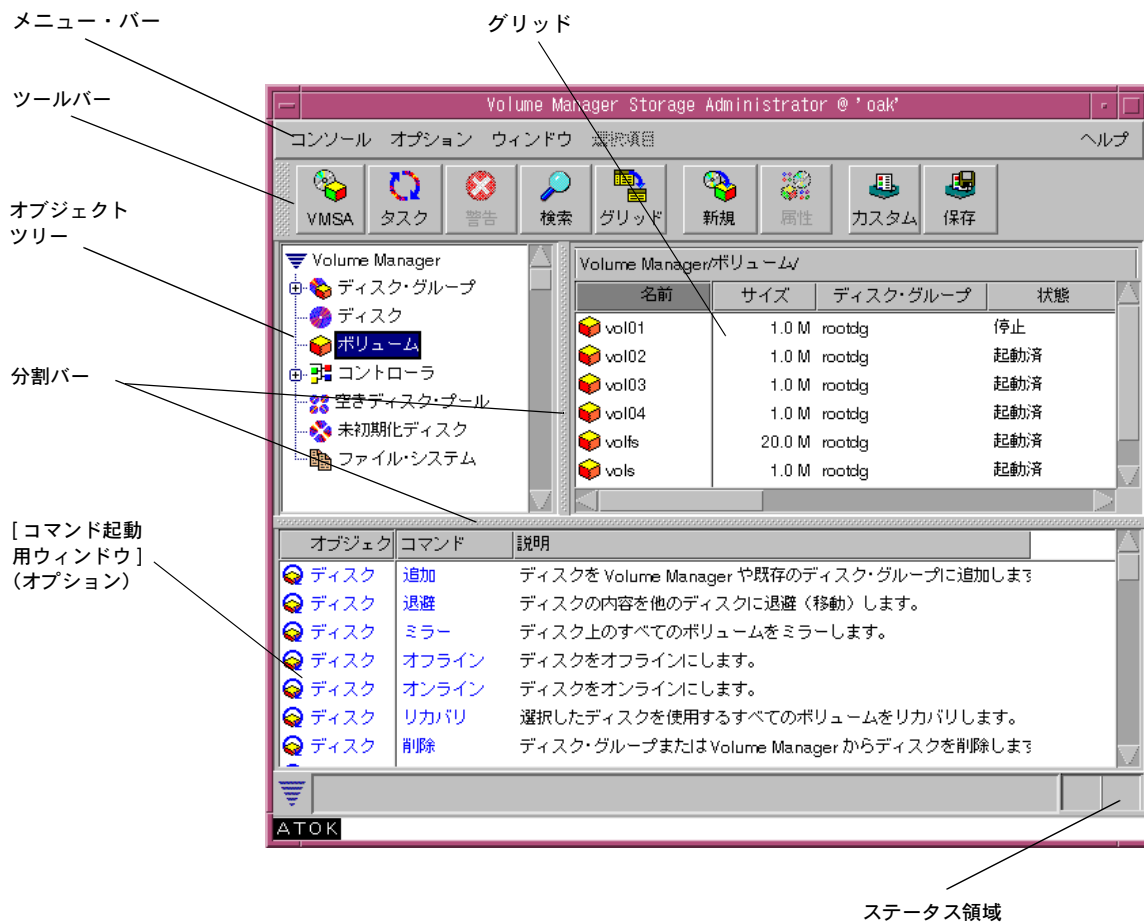 メニュー・バー
グリッド
ツールバー
オブジェクト
ツリー
分割バー
[ コマンド起動
用ウィンドウ ]
（オプション）
Volume Manager Storage Administrator @ ’oak’
コンソール オプション ウィンドウ 選択項目 ヘルプ
VMSA タスク 警告 検索 グリッド 新規 属性 カスタム 保存
Volume Manager
ディスク・グループ
ディスク
ボリューム
コントローラ
空きディスク・プール
未初期化ディスク
ファイル・システム
Volume Manager/ボリューム/
名前 サイズ ディスク・グループ 状態
vol01 1.0 M rootdg 停止
vol02 1.0 M rootdg 起動済
vol03 1.0 M rootdg 起動済
vol04 1.0 M rootdg 起動済
volfs 20.0 M rootdg 起動済
vols 1.0 M rootdg 起動済
オブジェク コマンド 説明
ディスク 追加 ディスクを Volume Manager や既存のディスク・グループに追加します
ディスク 退避 ディスクの内容を他のディスクに退避（移動）します。
ディスク ミラー ディスク上のすべてのボリュームをミラーします。
ディスク オフライン ディスクをオフラインにします。
ディスク オンライン ディスクをオンラインにします。
ディスク リカバリ 選択したディスクを使用するすべてのボリュームをリカバリします。
ディスク 削除 ディスク・グループまたは Volume Manager からディスクを削除します
ATOK
ステータス領域